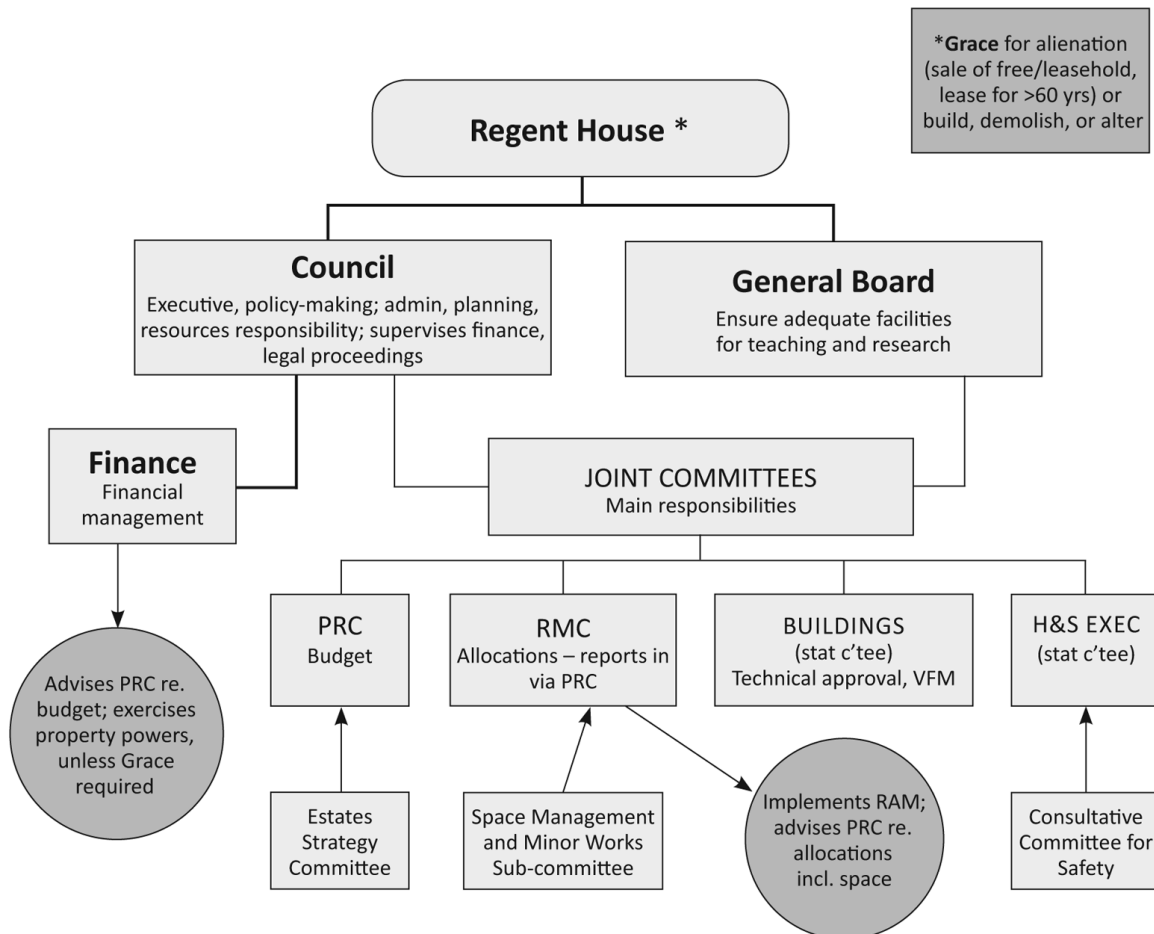 *Grace for alienation
(sale of free/leasehold,
lease for >60 yrs) or
build, demolish, or alter
Regent House *
Council
Executive, policy-making; admin, planning,
resources responsibility; supervises finance,
legal proceedings
General Board
Ensure adequate facilities
for teaching and research
Finance
Financial
management
JOINT COMMITTEES
Main responsibilities
PRC
Budget
RMC
Allocations – reports in
via PRC
BUILDINGS
(stat c’tee)
Technical approval, VFM
H&S EXEC
(stat c’tee)
Advises PRC re.
budget; exercises
property powers,
unless Grace
required
Estates
Strategy
Committee
Space Management
and Minor Works
Sub-committee
Implements RAM;
advises PRC re.
allocations
incl. space
Consultative
Committee for
Safety